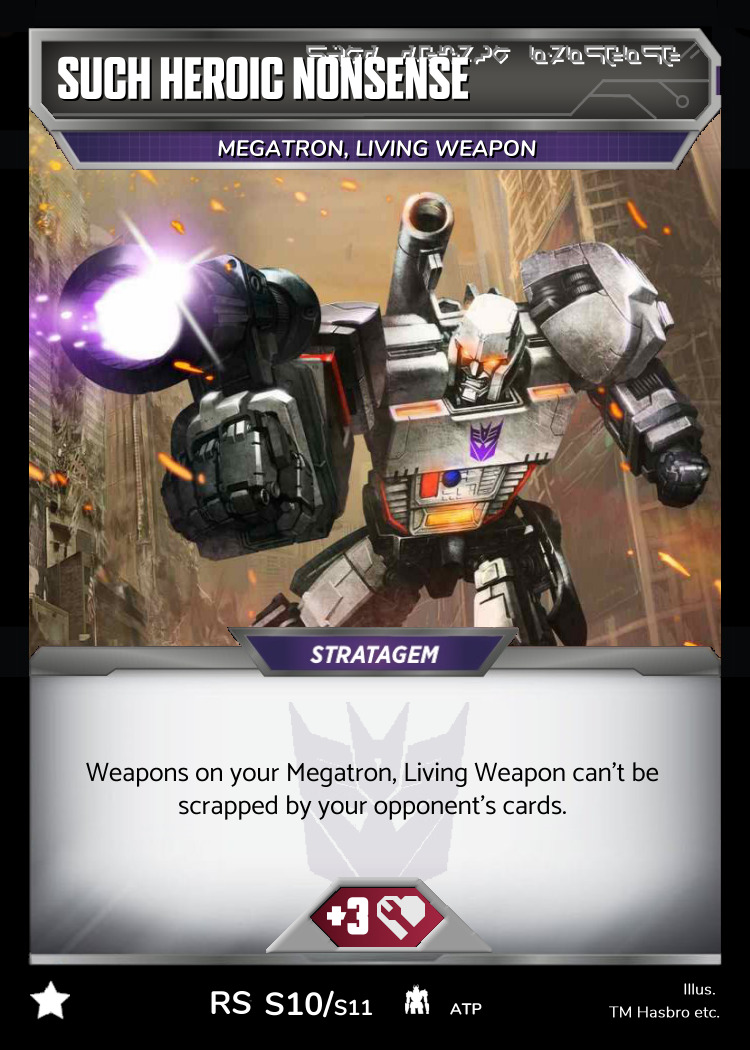 SUCH HEROIC NONSENSE
MEGATRON, LIVING WEAPON
STRATAGEM
Weapons on your Megatron, Living Weapon can't be
scrapped by your opponent's cards.
+3
RS S10/S11 ATP
Illus.
TM Hasbro etc.